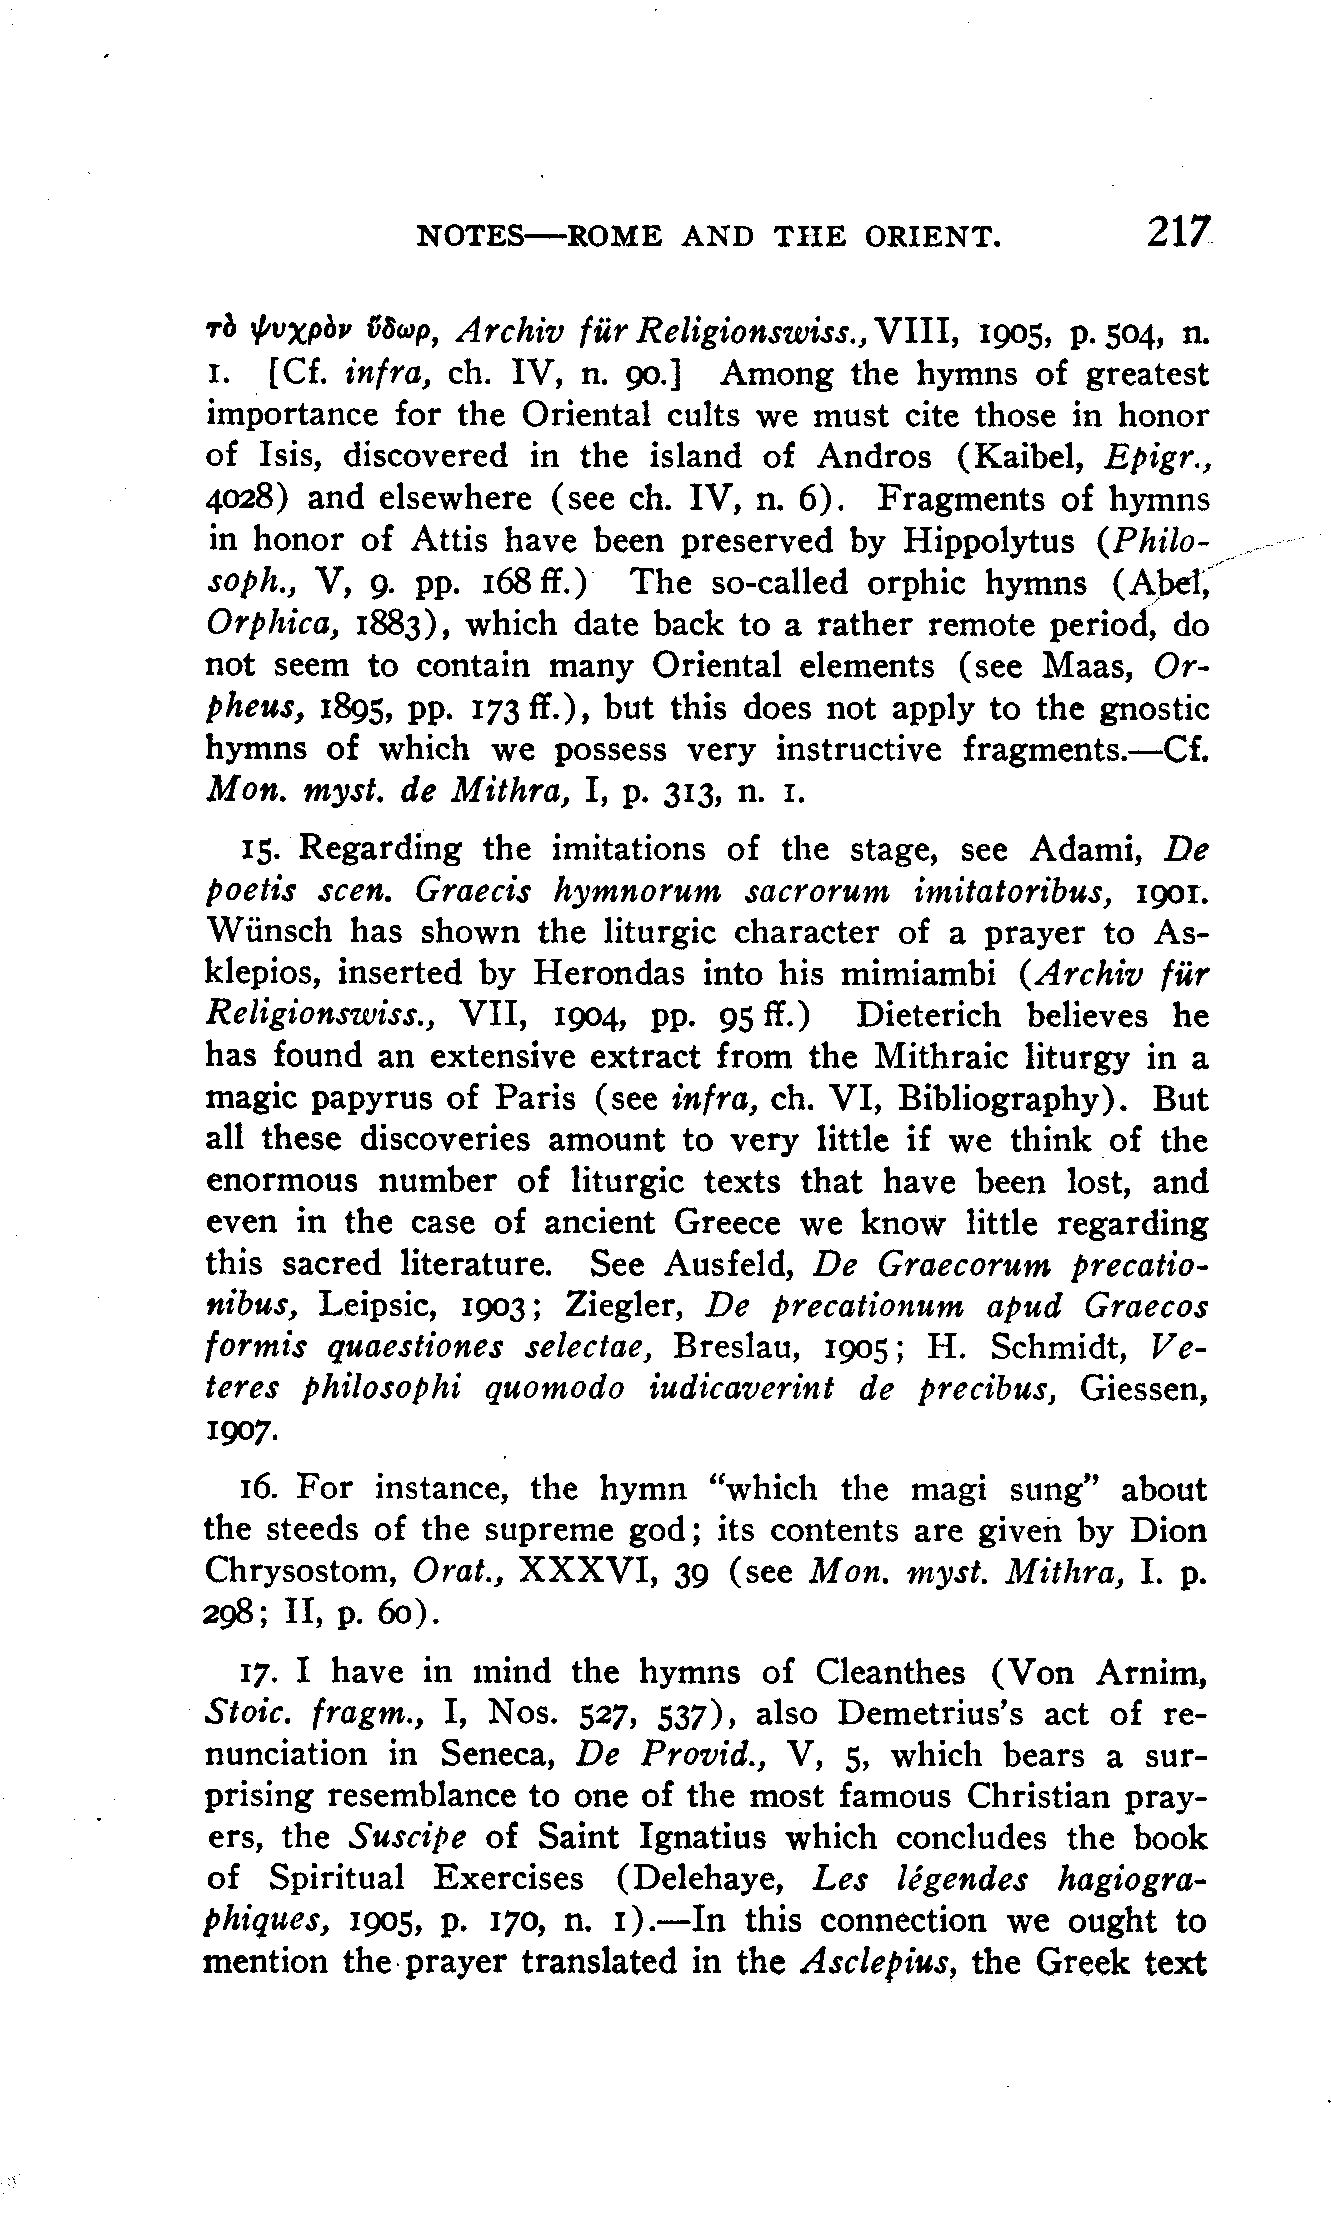 NOTES—ROME AND THE ORIENT. 217
τὸ ψυχρὸν ὕδωρ, Archiv für Religionswiss., VIII, 1905, p. 504, n.
1. [Cf. infra, ch. IV, n. 90.] Among the hymns of greatest
importance for the Oriental cults we must cite those in honor
of Isis, discovered in the island of Andros (Kaibel, Epigr.,
4028) and elsewhere (see ch. IV, n. 6). Fragments of hymns
in honor of Attis have been preserved by Hippolytus (Philo-
soph., V, 9. pp. 168 ff.) The so-called orphic hymns (Abel,
Orphica, 1883), which date back to a rather remote period, do
not seem to contain many Oriental elements (see Maas, Or-
pheus, 1895, pp. 173 ff.), but this does not apply to the gnostic
hymns of which we possess very instructive fragments.—Cf.
Mon. myst. de Mithra, I, p. 313, n. 1.
15. Regarding the imitations of the stage, see Adami, De
poetis scen. Graecis hymnorum sacrorum imitatoribus, 1901.
Wünsch has shown the liturgic character of a prayer to As-
klepios, inserted by Herondas into his mimiambi (Archiv für
Religionswiss., VII, 1904, pp. 95 ff.) Dieterich believes he
has found an extensive extract from the Mithraic liturgy in a
magic papyrus of Paris (see infra, ch. VI, Bibliography). But
all these discoveries amount to very little if we think of the
enormous number of liturgic texts that have been lost, and
even in the case of ancient Greece we know little regarding
this sacred literature. See Ausfeld, De Graecorum precatio-
nibus, Leipsic, 1903; Ziegler, De precationum apud Graecos
formis quaestiones selectae, Breslau, 1905; H. Schmidt, Ve-
teres philosophi quomodo iudicaverint de precibus, Giessen,
1907.
16. For instance, the hymn "which the magi sung" about
the steeds of the supreme god; its contents are given by Dion
Chrysostom, Orat., XXXVI, 39 (see Mon. myst. Mithra, I. p.
298; II, p. 60).
17. I have in mind the hymns of Cleanthes (Von Arnim,
Stoic. fragm., I, Nos. 527, 537), also Demetrius's act of re-
nunciation in Seneca, De Provid., V, 5, which bears a sur-
prising resemblance to one of the most famous Christian pray-
ers, the Suscipe of Saint Ignatius which concludes the book
of Spiritual Exercises (Delehaye, Les légendes hagiogra-
phiques, 1905, p. 170, n. 1).—In this connection we ought to
mention the prayer translated in the Asclepius, the Greek text